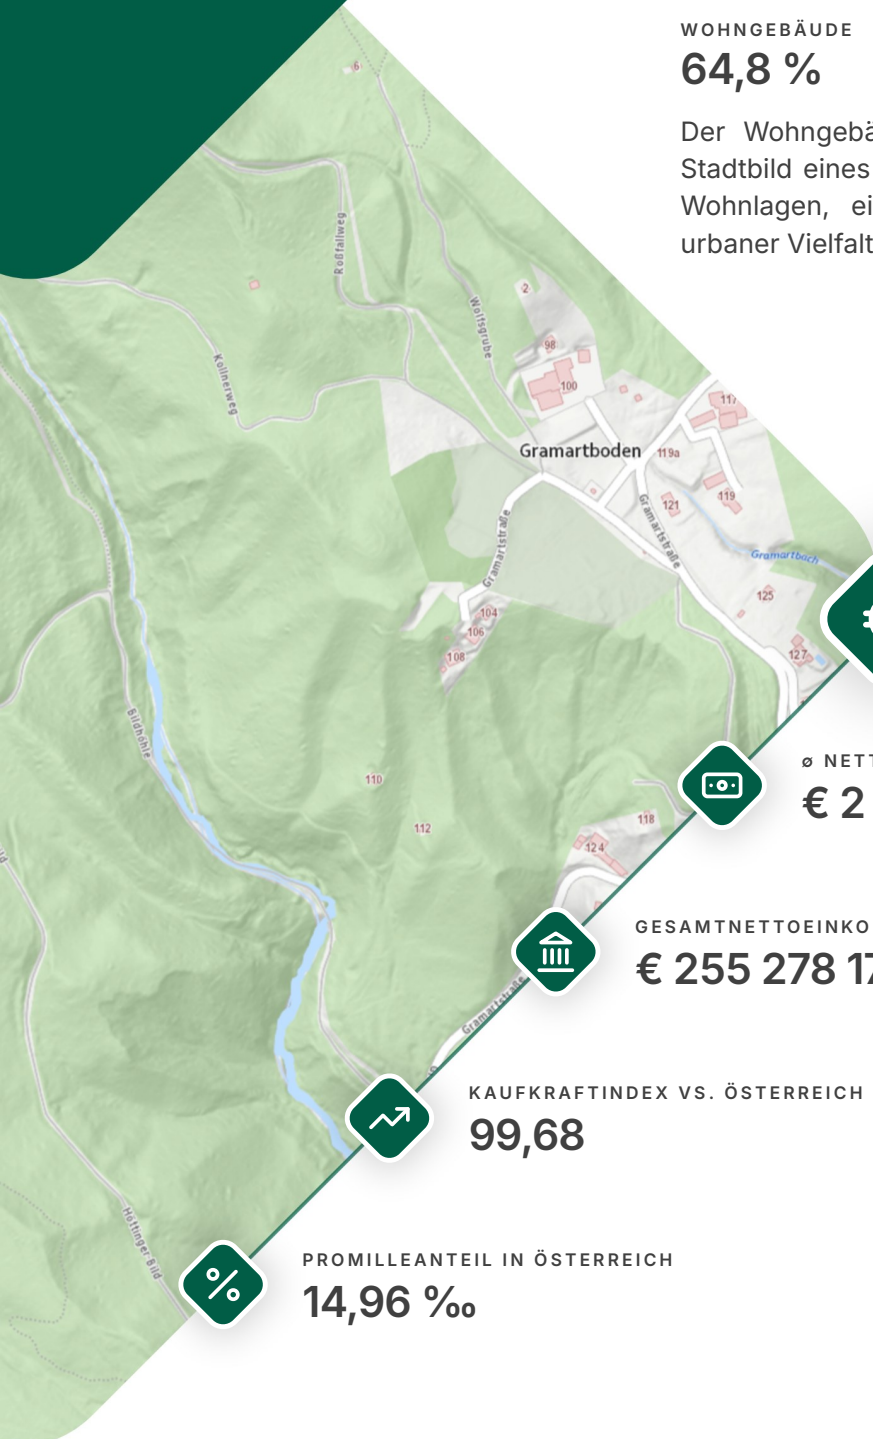 WOHNGEBÄUDE
64,8 %
Der Wohngebä
Stadtbild eines
Wohnlagen, ei
urbaner Vielfalt
6
Roßfallweg
Wolfsgrube
2
Kollnerweg
98
100
117
Gramartboden
119a
119
121
Gramartstraße
Gramartstraße
Gramartbach
125
104
106
108
127
Bildhöhle
110
112
118
124
ø NETT
€ 2
GESAMTNETTOEINKO
€ 255 278 17
Gramartstraße
KAUFKRAFTINDEX VS. ÖSTERREICH
99,68
Höttinger Bild
PROMILLEANTEIL IN ÖSTERREICH
14,96 ‰